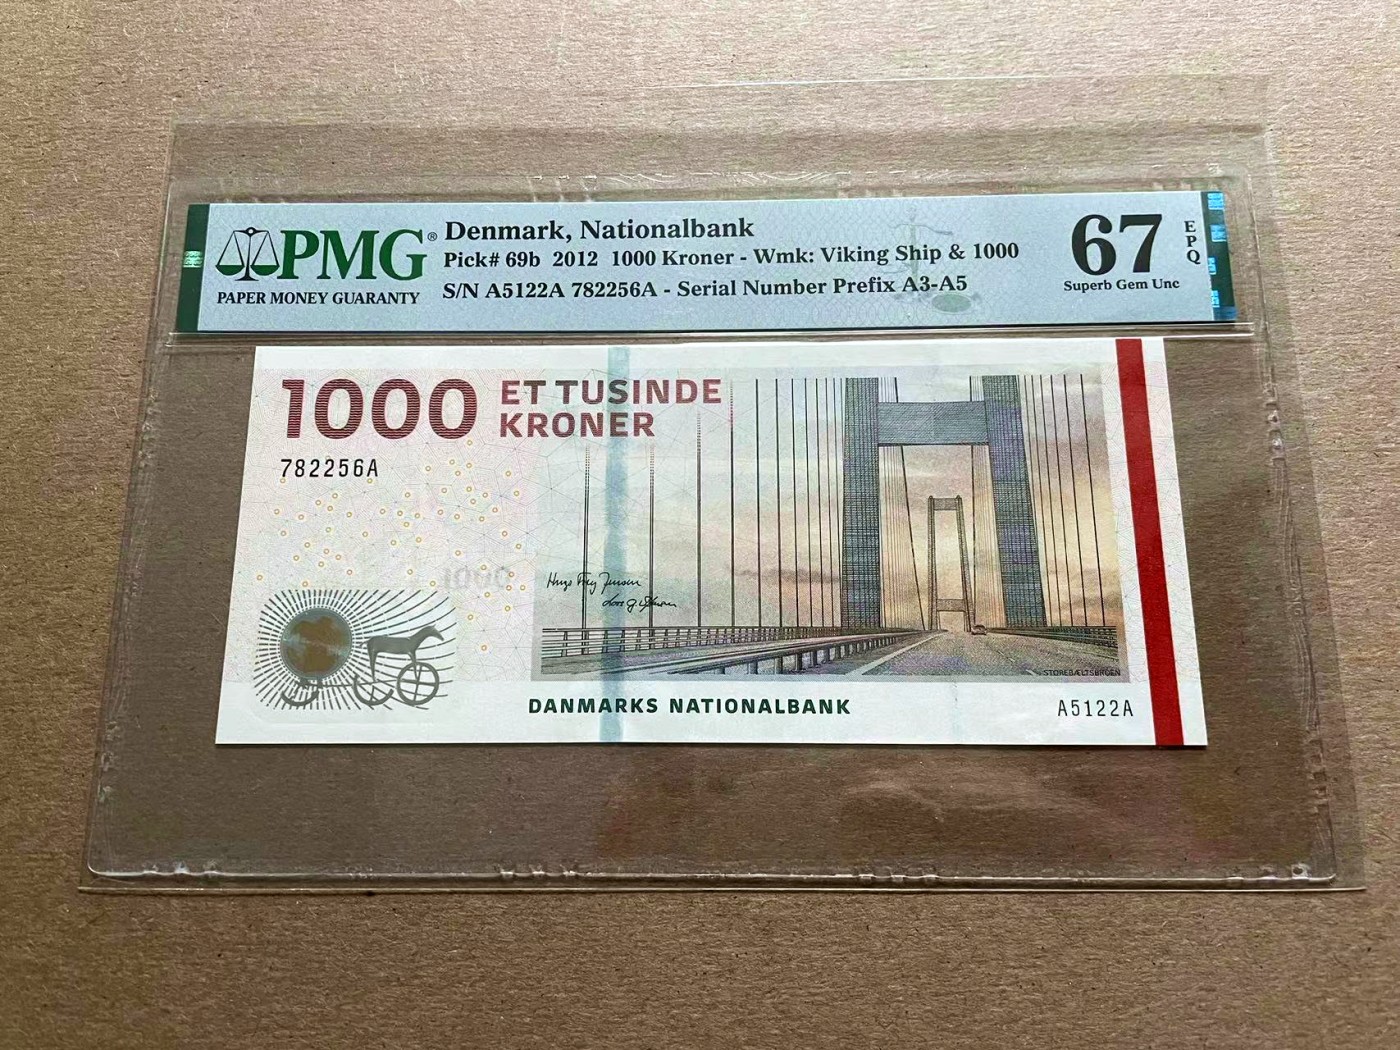 PMG®
PAPER MONEY GUARANTY
Denmark, Nationalbank
Pick# 69b 2012 1000 Kroner - Wmk: Viking Ship & 1000
S/N A5122A 782256A - Serial Number Prefix A3-A5
67
EPQ
Superb Gem Unc
1000
ET TUSINDE
KRONER
782256A
1000
STOREBÆLTSBROEN
DANMARKS NATIONALBANK
A5122A